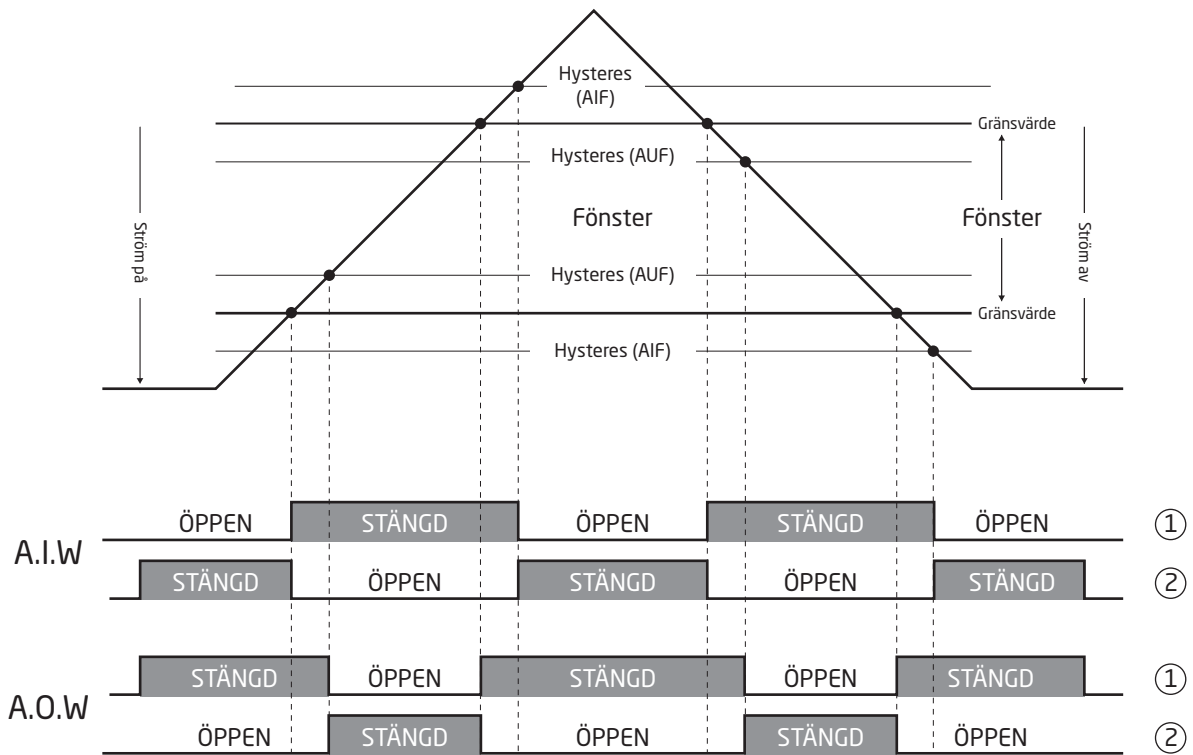 Hysteres
(AIF)
Gränsvärde
Hysteres (AUF)
Ström på
Fönster
Fönster
Ström av
Hysteres (AUF)
Gränsvärde
Hysteres (AIF)
A.I.W
ÖPPEN STÄNGD ÖPPEN STÄNGD ÖPPEN ①
STÄNGD ÖPPEN STÄNGD ÖPPEN STÄNGD ②
A.O.W
STÄNGD ÖPPEN STÄNGD ÖPPEN STÄNGD ①
ÖPPEN STÄNGD ÖPPEN STÄNGD ÖPPEN ②